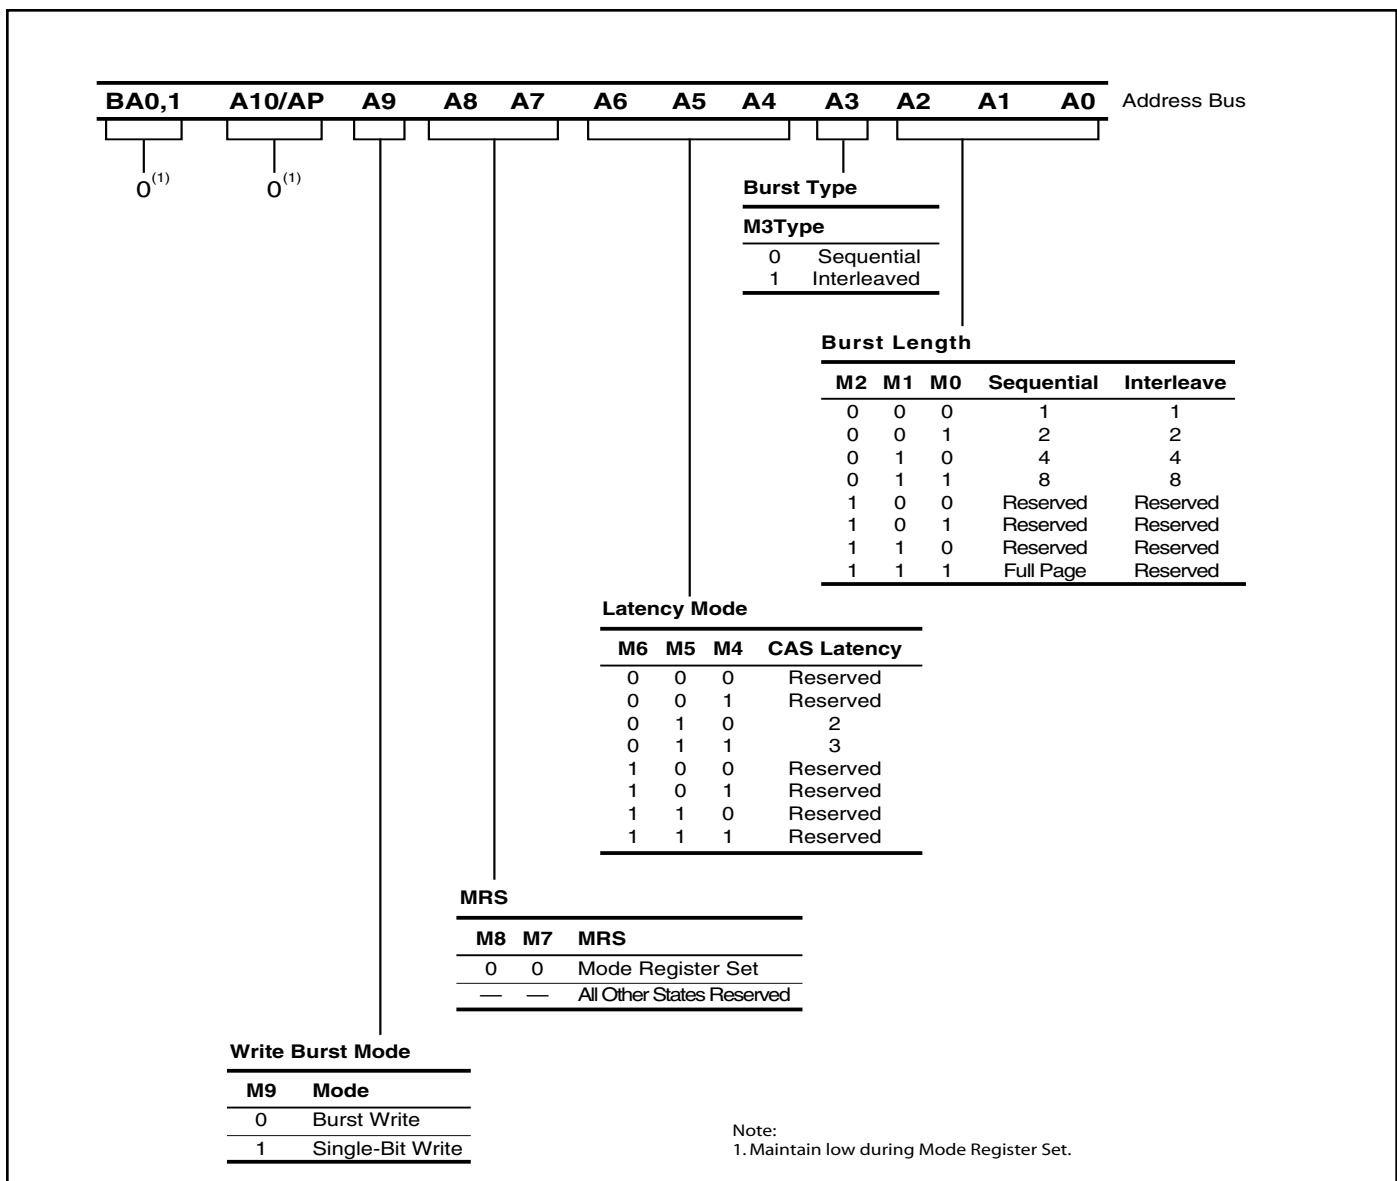 BA0,1 A10/AP A9 A8 A7 A6 A5 A4 A3 A2 A1 A0 Address Bus
0(1) 0(1)
Burst Type
M3Type
0 Sequential
1 Interleaved
Burst Length
M2 M1 M0 Sequential Interleave
0 0 0 1 1
0 0 1 2 2
0 1 0 4 4
0 1 1 8 8
1 0 0 Reserved Reserved
1 0 1 Reserved Reserved
1 1 0 Reserved Reserved
1 1 1 Full Page Reserved
Latency Mode
M6 M5 M4 CAS Latency
0 0 0 Reserved
0 0 1 Reserved
0 1 0 2
0 1 1 3
1 0 0 Reserved
1 0 1 Reserved
1 1 0 Reserved
1 1 1 Reserved
MRS
M8 M7 MRS
0 0 Mode Register Set
— — All Other States Reserved
Write Burst Mode
M9 Mode
0 Burst Write
1 Single-Bit Write
Note:
1. Maintain low during Mode Register Set.